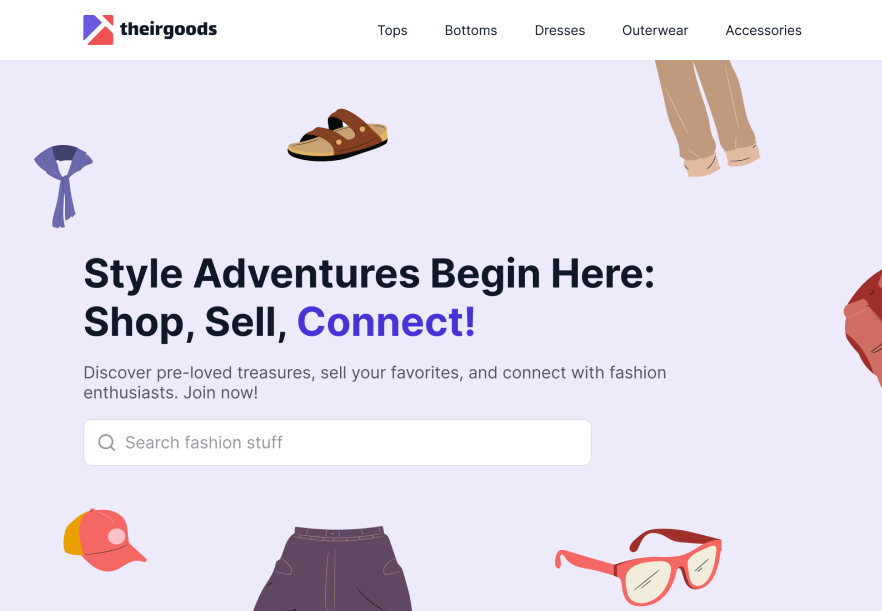 theirgoods
Tops
Bottoms
Dresses
Outerwear
Accessories
Style Adventures Begin Here:
Shop, Sell, Connect!
Discover pre-loved treasures, sell your favorites, and connect with fashion
enthusiasts. Join now!
Search fashion stuff